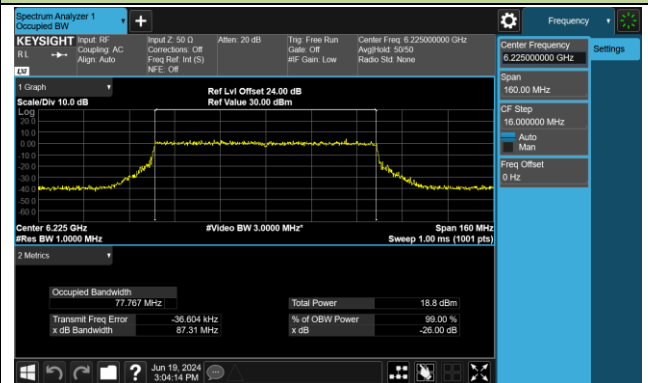 Spectrum Analyzer 1
Occupied BW
Frequency
KEYSIGHT
RL
Input: RF
Coupling: AC
Align: Auto
Input Z: 50 Ω
Corrections: Off
Freq Ref: Int (S)
NFE: Off
Atten: 20 dB
Trig: Free Run
Gate: Off
#IF Gain: Low
Center Freq: 6.225000000 GHz
Avg|Hold: 50/50
Radio Std: None
Center Frequency
6.225000000 GHz
Settings
Span
160.00 MHz
CF Step
16.000000 MHz
Auto
Man
Freq Offset
0 Hz
1 Graph
Scale/Div 10.0 dB
Ref Lvl Offset 24.00 dB
Ref Value 30.00 dBm
Log
20.0
10.0
0.00
-10.0
-20.0
-30.0
-40.0
-50.0
-60.0
Center 6.225 GHz
#Video BW 3.0000 MHz*
Span 160 MHz
#Res BW 1.0000 MHz
Sweep 1.00 ms (1001 pts)
2 Metrics
Occupied Bandwidth
77.767 MHz
Total Power
18.8 dBm
Transmit Freq Error
-36.604 kHz
% of OBW Power
99.00 %
x dB Bandwidth
87.31 MHz
x dB
-26.00 dB
Jun 19, 2024
3:04:14 PM